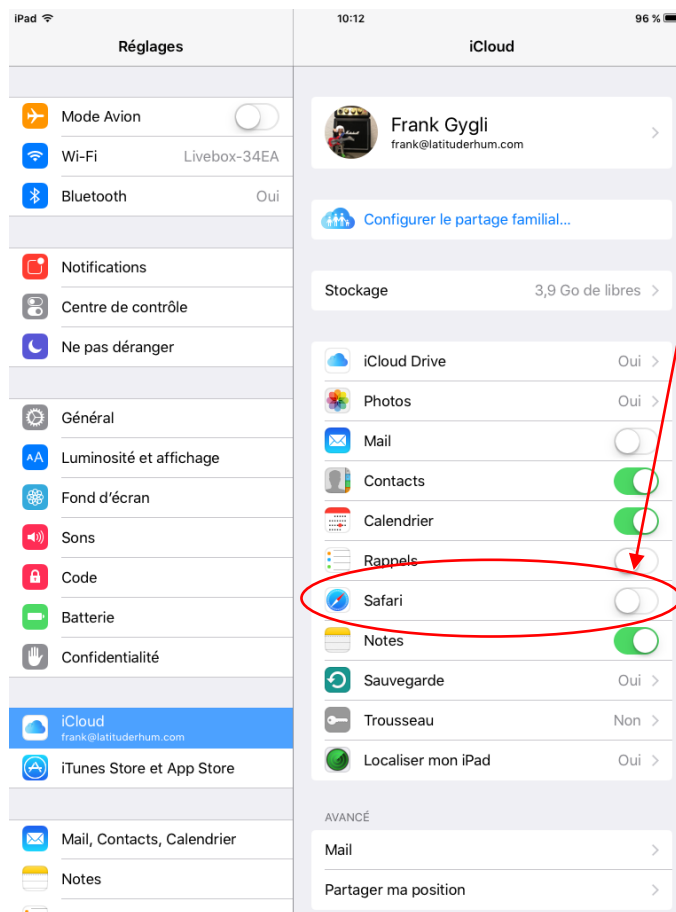 iPad 10:12 96 %
Réglages
iCloud
Mode Avion
Wi-Fi Livebox-34EA
Bluetooth Oui
Notifications
Centre de contrôle
Ne pas déranger
Général
AA Luminosité et affichage
Fond d'écran
Sons
Code
Batterie
Confidentialité
iCloud
frank@latituderhum.com
iTunes Store et App Store
Mail, Contacts, Calendrier
Notes
Frank Gygli
frank@latituderhum.com
Configurer le partage familial...
Stockage 3,9 Go de libres
iCloud Drive Oui
Photos Oui
Mail
Contacts
Calendrier
Rappels
Safari
Notes
Sauvegarde Oui
Trousseau Non
Localiser mon iPad Oui
AVANCÉ
Mail
Partager ma position